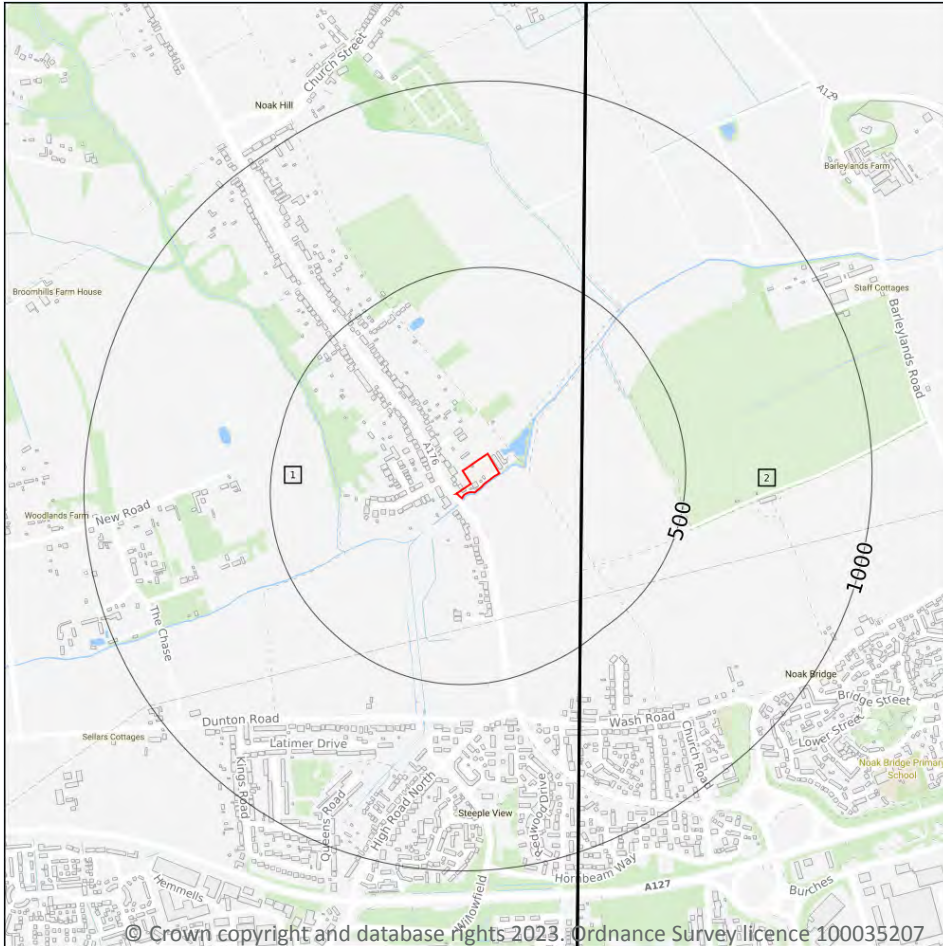 Church Street
Noak Hill
A129
Barleylands Farm
Broomhills Farm House
Staff Cottages
Barleylands Road
A176
1
2
Woodlands Farm
New Road
500
1000
The Chase
Noak Bridge
Bridge Street
Dunton Road
Wash Road
Lower Street
Sellars Cottages
Latimer Drive
Church Road
Noak Bridge Primary
School
Kings Road
Queens Road
High Road North
Steeple View
Rapwood Drive
Hornbeam Way
Hemnells
Willowfield
A127
Burches
© Crown copyright and database rights 2023. Ordnance Survey licence 100035207